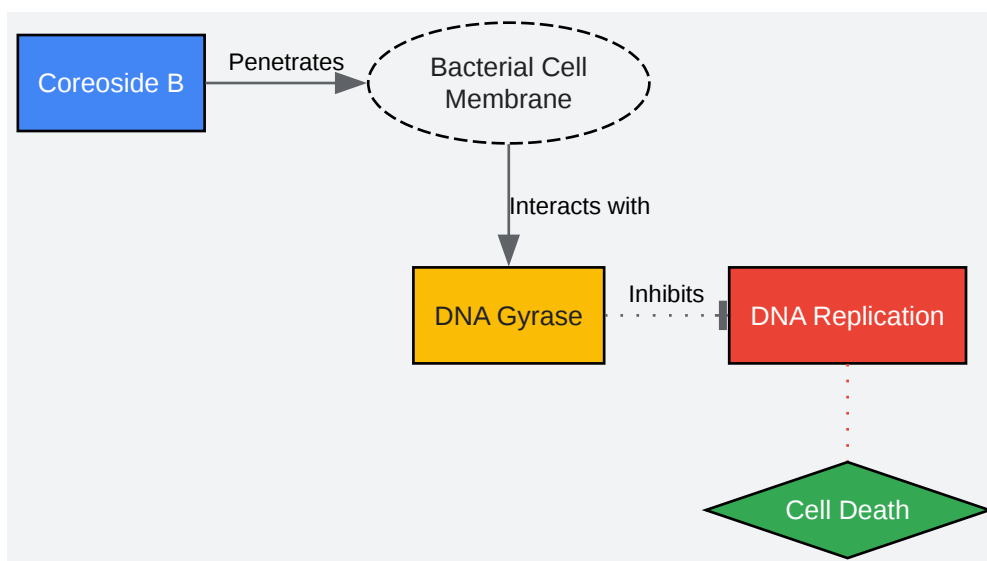 Coreoside B
Penetrates
Bacterial Cell
Membrane
Interacts with
DNA Gyrase
Inhibits
DNA Replication
Cell Death